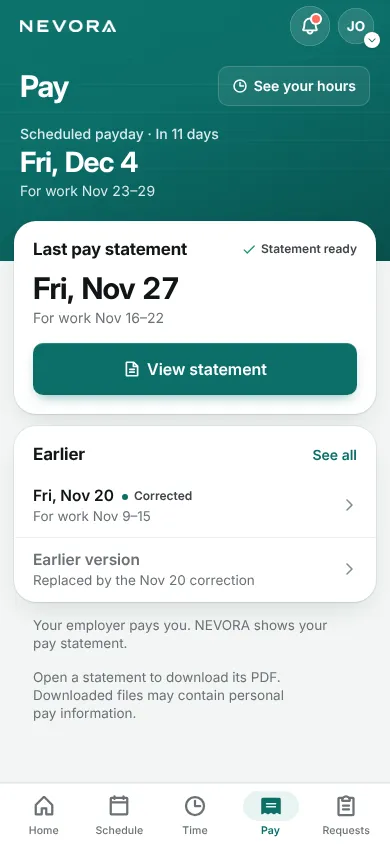 NEVORA
JO
Pay
See your hours
Scheduled payday · In 11 days
Fri, Dec 4
For work Nov 23–29
Last pay statement
Statement ready
Fri, Nov 27
For work Nov 16–22
View statement
Earlier
See all
Fri, Nov 20 • Corrected
For work Nov 9–15
Earlier version
Replaced by the Nov 20 correction
Your employer pays you. NEVORA shows your
pay statement.
Open a statement to download its PDF.
Downloaded files may contain personal
pay information.
Home
Schedule
Time
Pay
Requests